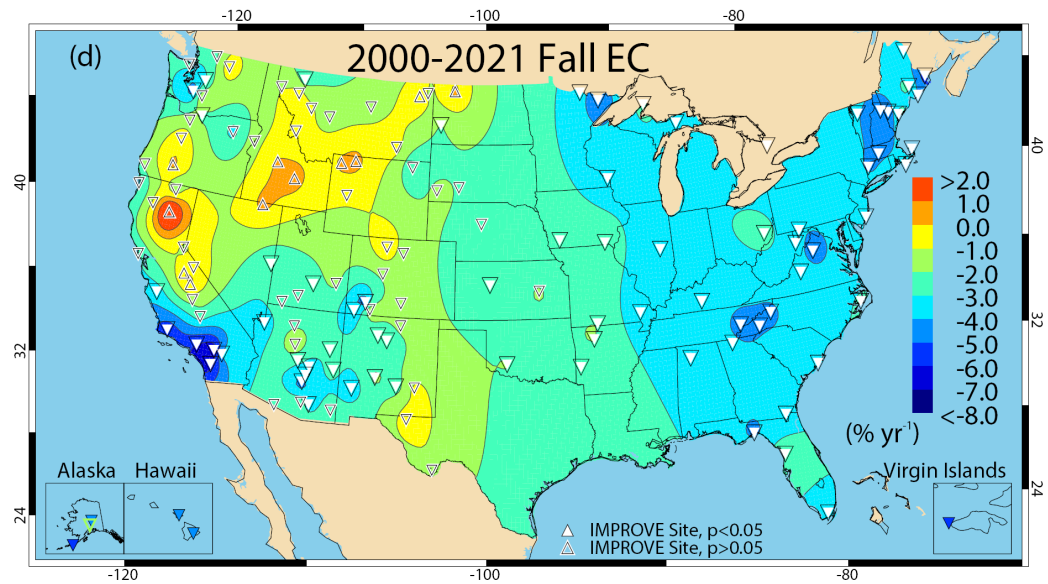 -120 -100 -80
(d) 2000-2021 Fall EC
40 40
>2.0
1.0
0.0
-1.0
-2.0
-3.0
-4.0
-5.0
-6.0
-7.0
<-8.0
32 32
(% yr⁻¹)
Alaska Hawaii Virgin Islands
24 24
IMPROVE Site, p<0.05
IMPROVE Site, p>0.05
-120 -100 -80